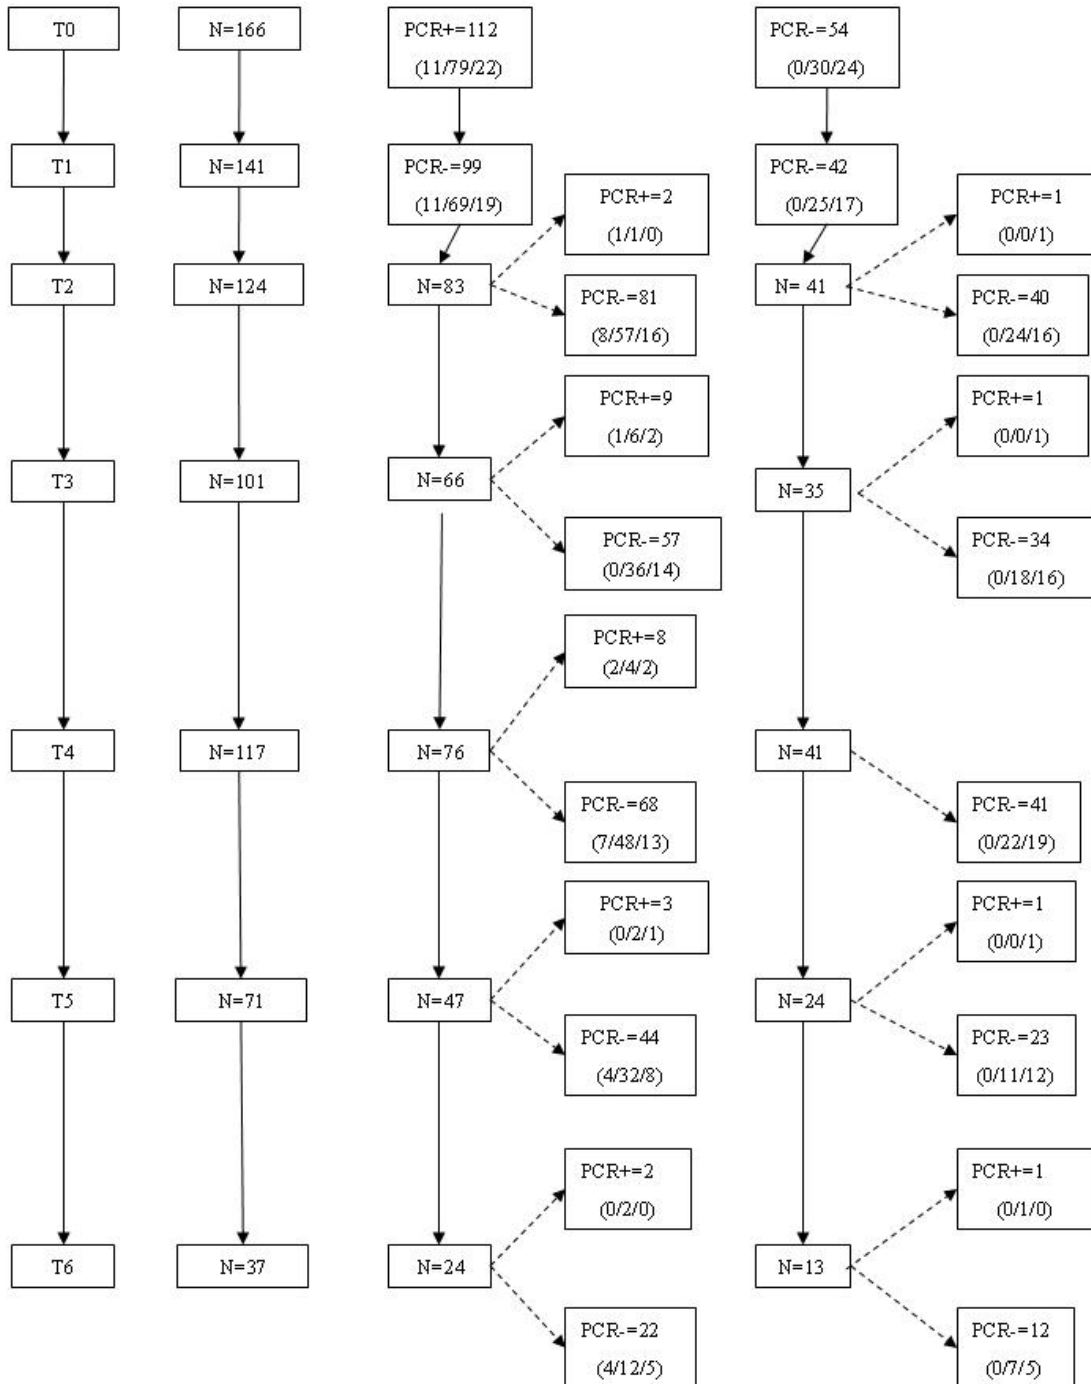 T0
N=166
PCR+=112
(11/79/22)
PCR-=54
(0/30/24)
T1
N=141
PCR-=99
(11/69/19)
PCR-=42
(0/25/17)
PCR+=2
(1/1/0)
PCR+=1
(0/0/1)
T2
N=124
N=83
PCR-=81
(8/57/16)
N= 41
PCR-=40
(0/24/16)
PCR+=9
(1/6/2)
PCR+=1
(0/0/1)
T3
N=101
N=66
N=35
PCR-=57
(0/36/14)
PCR-=34
(0/18/16)
PCR+=8
(2/4/2)
T4
N=117
N=76
N=41
PCR-=68
(7/48/13)
PCR-=41
(0/22/19)
PCR+=3
(0/2/1)
PCR+=1
(0/0/1)
T5
N=71
N=47
N=24
PCR-=44
(4/32/8)
PCR-=23
(0/11/12)
PCR+=2
(0/2/0)
PCR+=1
(0/1/0)
T6
N=37
N=24
N=13
PCR-=22
(4/12/5)
PCR-=12
(0/7/5)